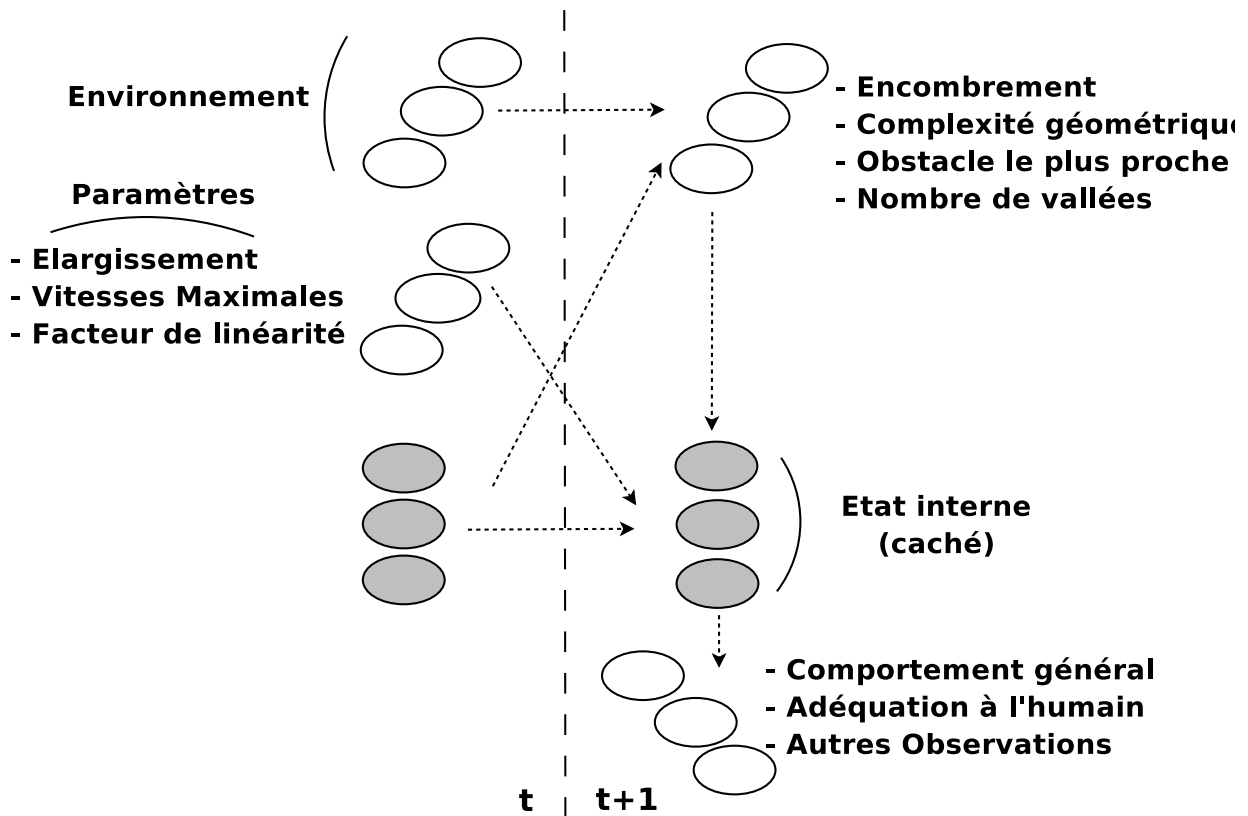 Environnement
Paramètres
- Elargissement
- Vitesses Maximales
- Facteur de linéarité
- Encombrement
- Complexité géométrique
- Obstacle le plus proche
- Nombre de vallées
Etat interne
(caché)
- Comportement général
- Adéquation à l'humain
- Autres Observations
t
t+1